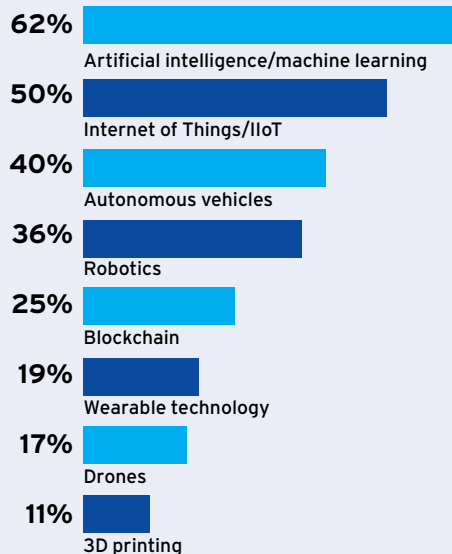 62%
Artificial intelligence/machine learning
50%
Internet of Things/IIoT
40%
Autonomous vehicles
36%
Robotics
25%
Blockchain
19%
Wearable technology
17%
Drones
11%
3D printing